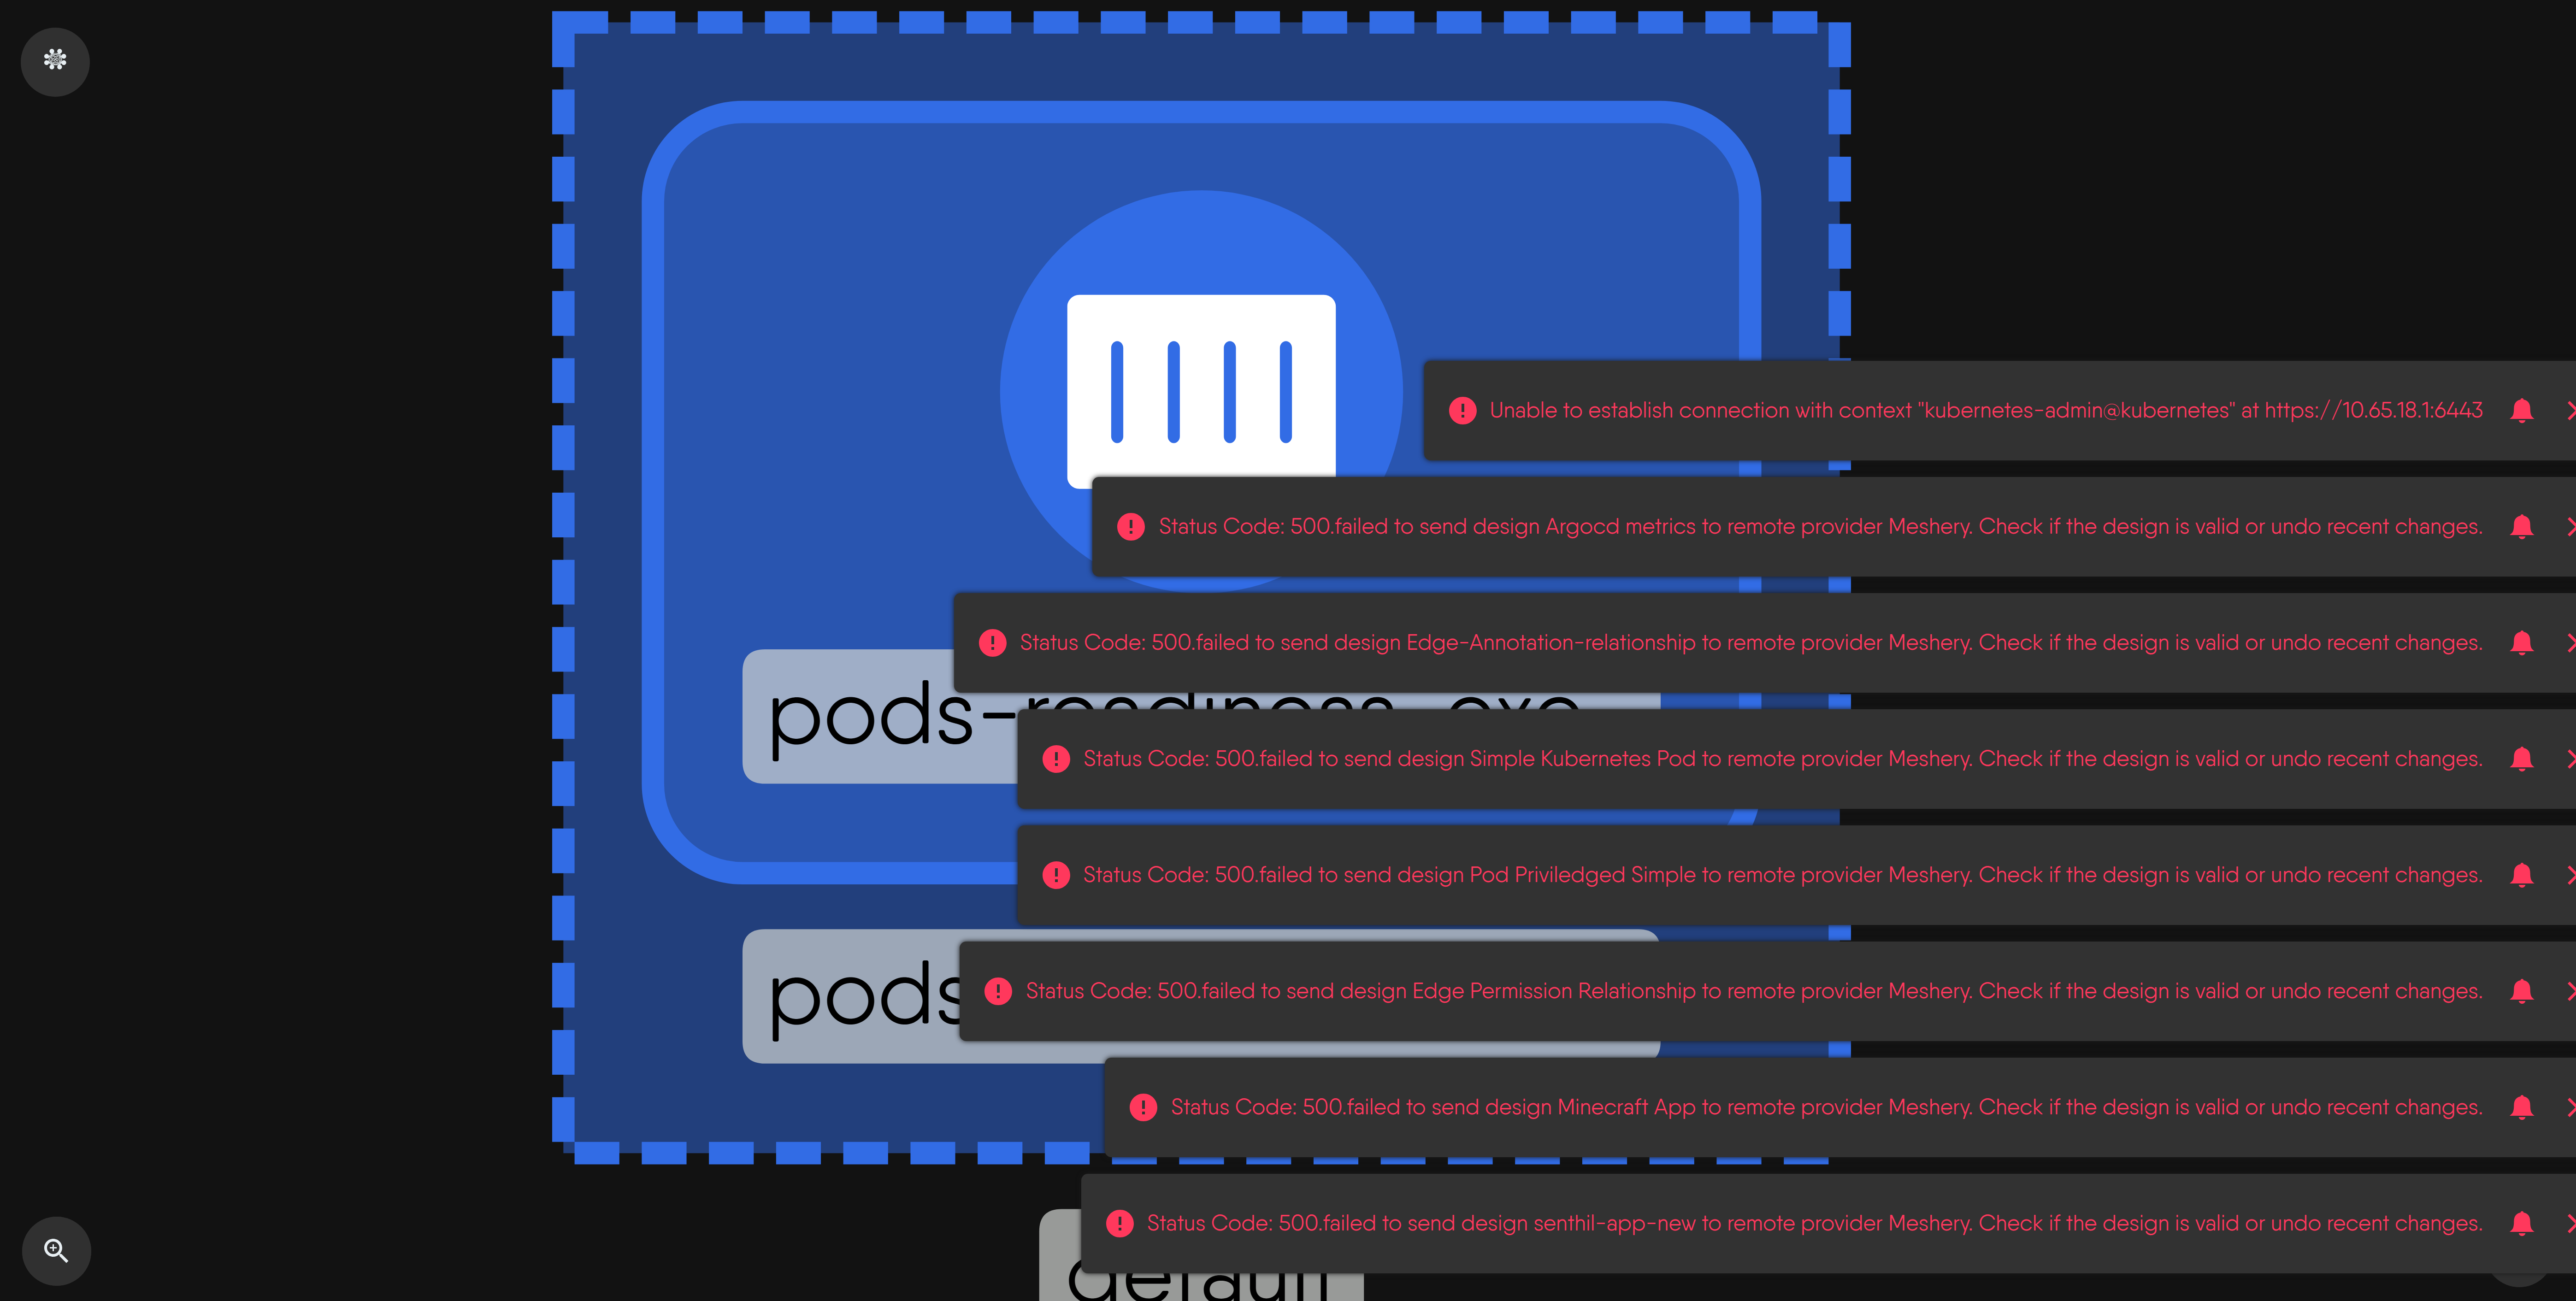 Unable to establish connection with context "kubernetes-admin@kubernetes" at https://10.65.18.1:6443
Status Code: 500.failed to send design Argocd metrics to remote provider Meshery. Check if the design is valid or undo recent changes.
Status Code: 500.failed to send design Edge-Annotation-relationship to remote provider Meshery. Check if the design is valid or undo recent changes.
pods-readiness-exe
Status Code: 500.failed to send design Simple Kubernetes Pod to remote provider Meshery. Check if the design is valid or undo recent changes.
Status Code: 500.failed to send design Pod Priviledged Simple to remote provider Meshery. Check if the design is valid or undo recent changes.
pods
Status Code: 500.failed to send design Edge Permission Relationship to remote provider Meshery. Check if the design is valid or undo recent changes.
Status Code: 500.failed to send design Minecraft App to remote provider Meshery. Check if the design is valid or undo recent changes.
Status Code: 500.failed to send design senthil-app-new to remote provider Meshery. Check if the design is valid or undo recent changes.
default